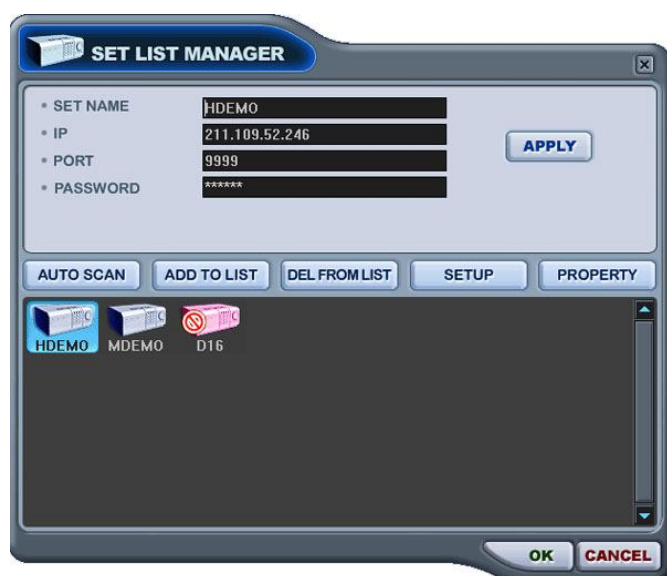 SET LIST MANAGER
SET NAME HDEMO
IP 211.109.52.246
PORT 9999
PASSWORD ******
APPLY
AUTO SCAN ADD TO LIST DEL FROM LIST SETUP PROPERTY
HDEMO MDEMO D16
OK CANCEL